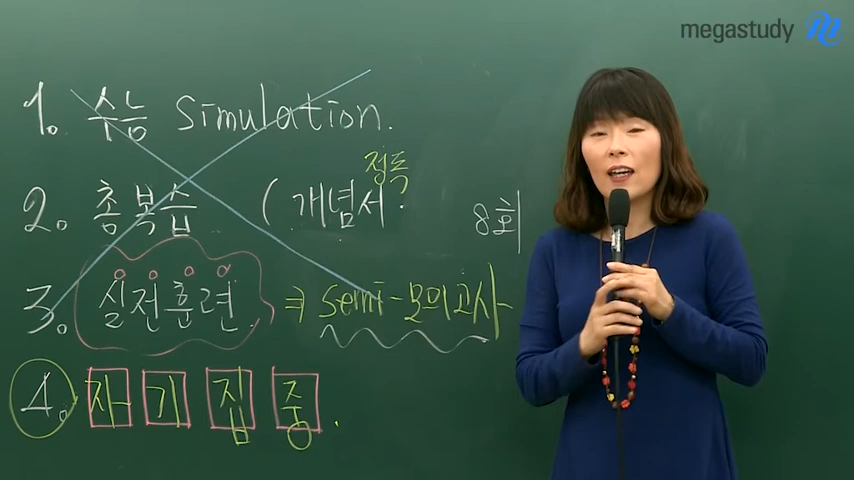 megastudy
1. 수능 Simulation.
정독
2. 총복습 (개념서.
8회
3. 실전훈련. ⇒ semi-모의고사
4. 자기집중.